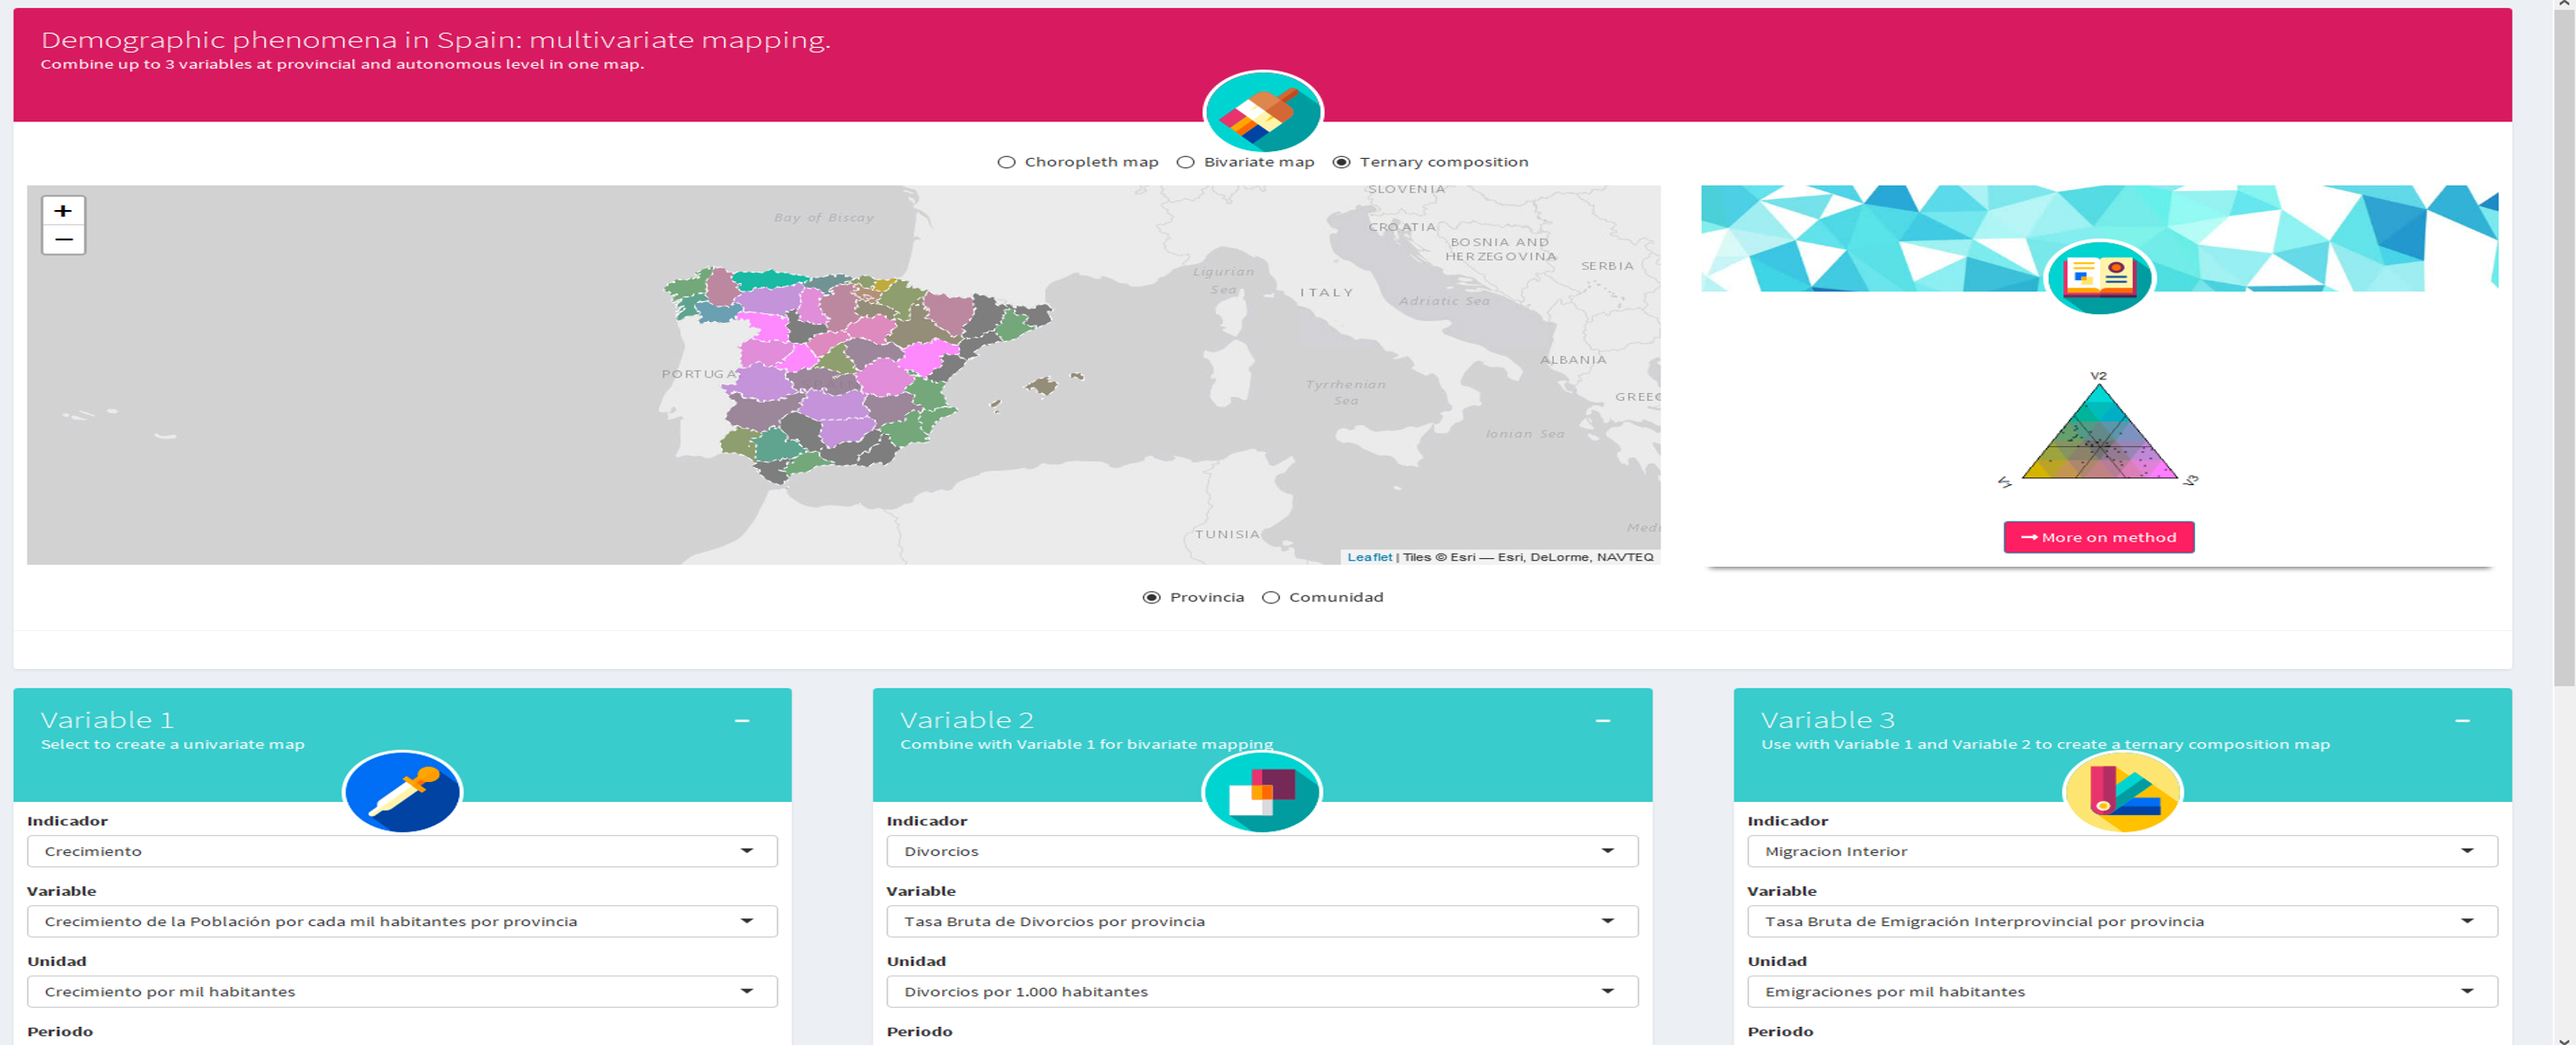 Demographic phenomena in Spain: multivariate mapping.
Combine up to 3 variables at provincial and autonomous level in one map.
Choropleth map Bivariate map Ternary composition
+
−
Bay of Biscay
SLOVENIA
CROATIA
BOSNIA AND
HERZEGOVINA
SERBIA
Ligurian
Sea
ITALY
Adriatic Sea
ALBANIA
PORTUGA
Tyrrhenian
Sea
GREEC
Ionian Sea
TUNISIA
Medi
Leaflet | Tiles © Esri — Esri, DeLorme, NAVTEQ
V2
V1
V3
→ More on method
Provincia Comunidad
Variable 1
Select to create a univariate map
Indicador
Crecimiento
Variable
Crecimiento de la Población por cada mil habitantes por provincia
Unidad
Crecimiento por mil habitantes
Periodo
Variable 2
Combine with Variable 1 for bivariate mapping
Indicador
Divorcios
Variable
Tasa Bruta de Divorcios por provincia
Unidad
Divorcios por 1.000 habitantes
Periodo
Variable 3
Use with Variable 1 and Variable 2 to create a ternary composition map
Indicador
Migracion Interior
Variable
Tasa Bruta de Emigración Interprovincial por provincia
Unidad
Emigraciones por mil habitantes
Periodo